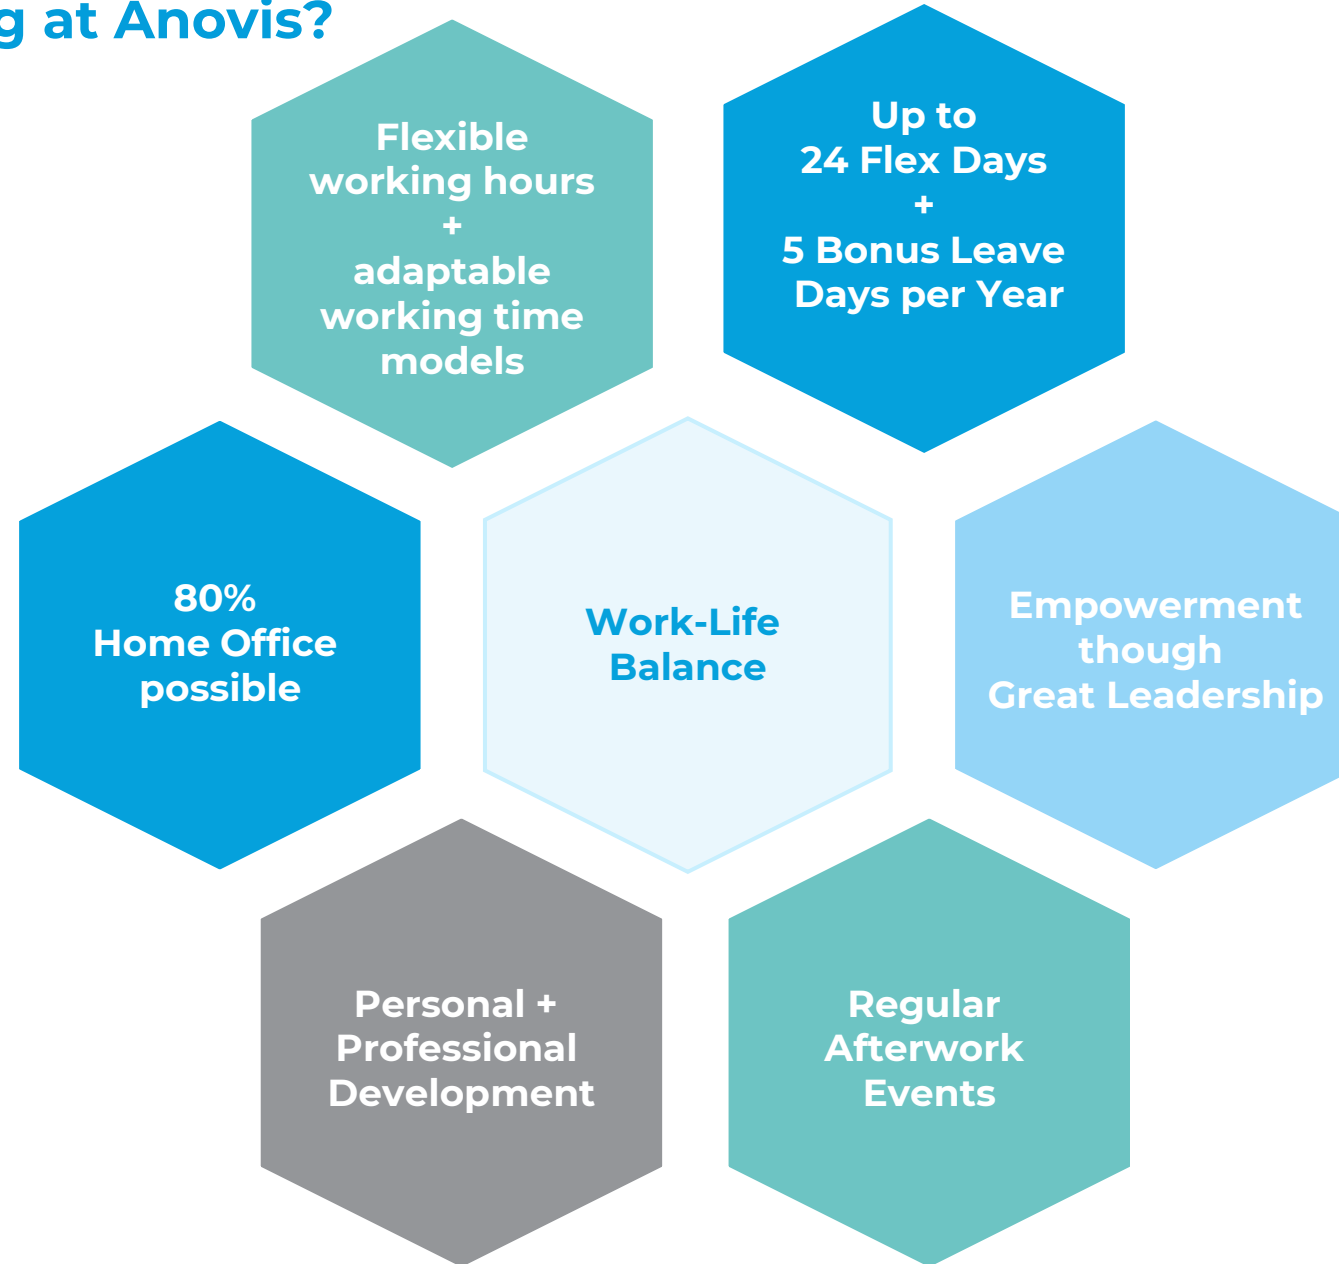 g at Anovis?
Flexible
working hours
+
adaptable
working time
models
Up to
24 Flex Days
+
5 Bonus Leave
Days per Year
80%
Home Office
possible
Work-Life
Balance
Empowerment
though
Great Leadership
Personal +
Professional
Development
Regular
Afterwork
Events